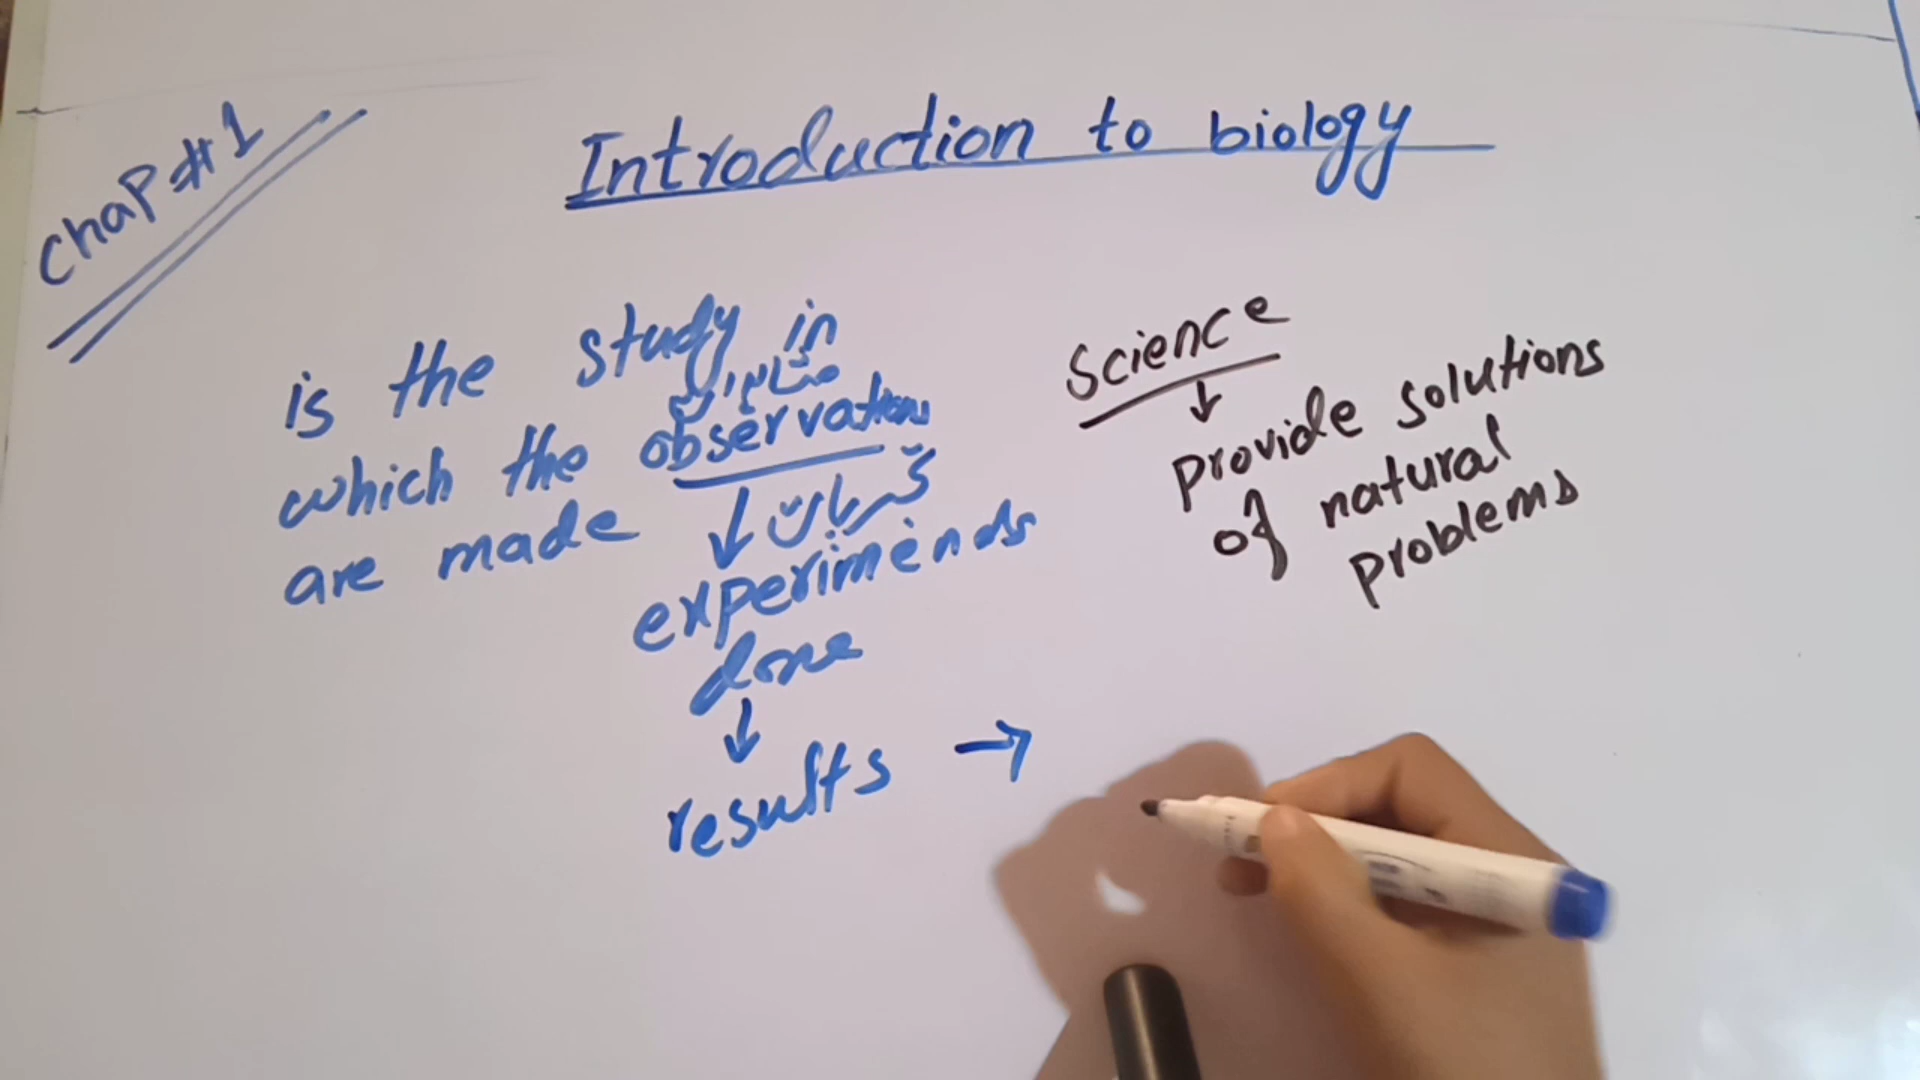 Chap # 1
Introduction to biology
is the study in
which the observations
are made
experimends
done
results →
Science
↓
provide solutions
of natural
problems